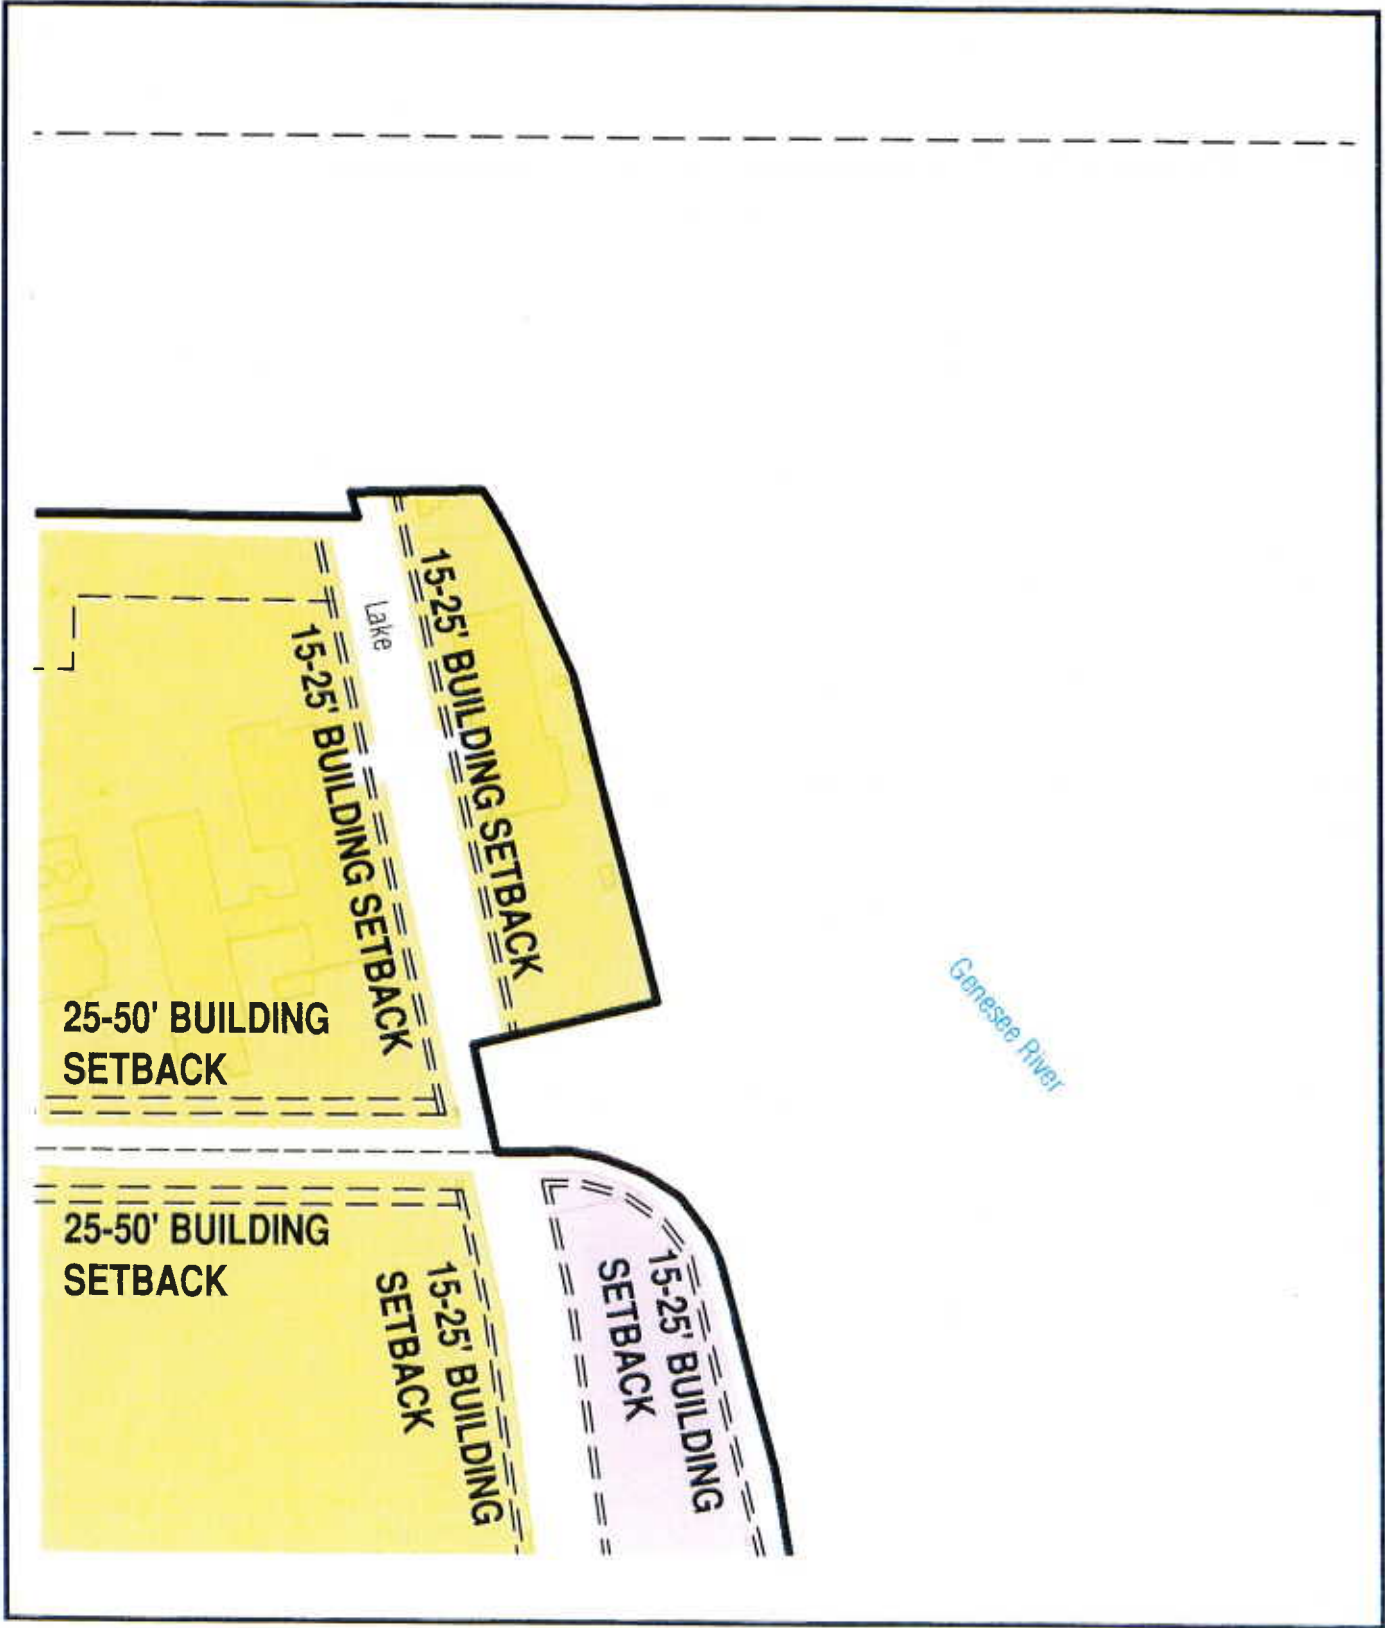 15-25' BUILDING SETBACK
Lake
15-25' BUILDING SETBACK
Genesee River
25-50' BUILDING
SETBACK
25-50' BUILDING
SETBACK
15-25' BUILDING
SETBACK
15-25' BUILDING
SETBACK